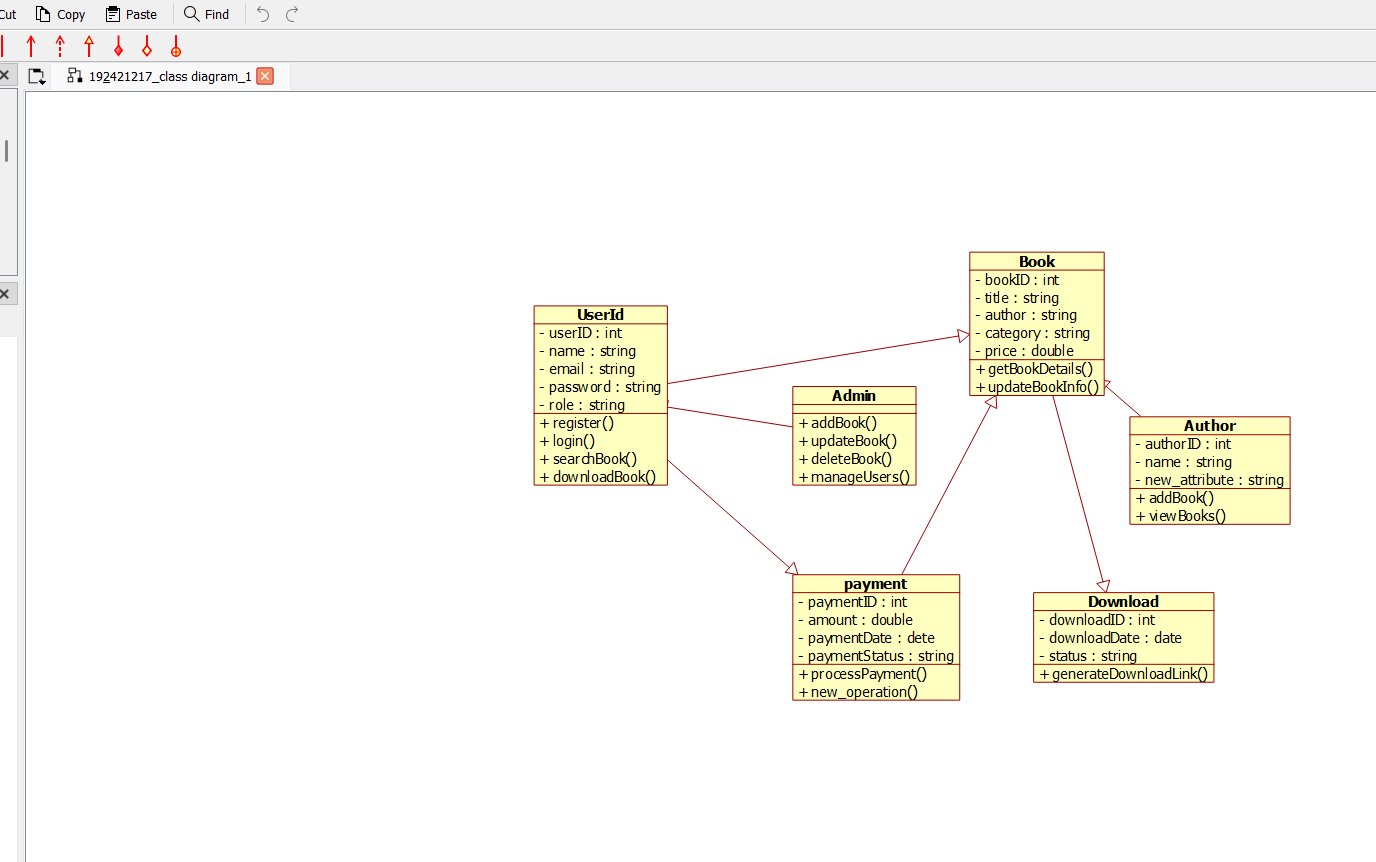 Cut Copy Paste Find
192421217_class diagram_1
Book
- bookID : int
- title : string
- author : string
- category : string
- price : double
+ getBookDetails()
+ updateBookInfo()
UserId
- userID : int
- name : string
- email : string
- password : string
- role : string
+ register()
+ login()
+ searchBook()
+ downloadBook()
Admin
+ addBook()
+ updateBook()
+ deleteBook()
+ manageUsers()
Author
- authorID : int
- name : string
- new_attribute : string
+ addBook()
+ viewBooks()
payment
- paymentID : int
- amount : double
- paymentDate : dete
- paymentStatus : string
+ processPayment()
+ new_operation()
Download
- downloadID : int
- downloadDate : date
- status : string
+ generateDownloadLink()